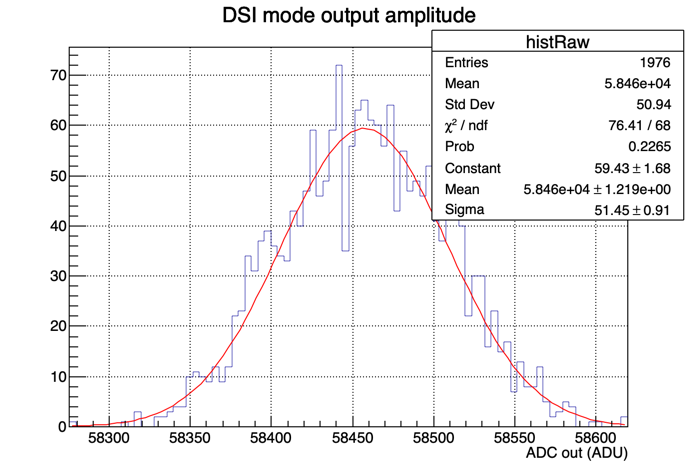 DSI mode output amplitude
histRaw
Entries 1976
Mean 5.846e+04
Std Dev 50.94
χ² / ndf 76.41 / 68
Prob 0.2265
Constant 59.43 ± 1.68
Mean 5.846e+04 ± 1.219e+00
Sigma 51.45 ± 0.91
70
60
50
40
30
20
10
0
58300 58350 58400 58450 58500 58550 58600
ADC out (ADU)